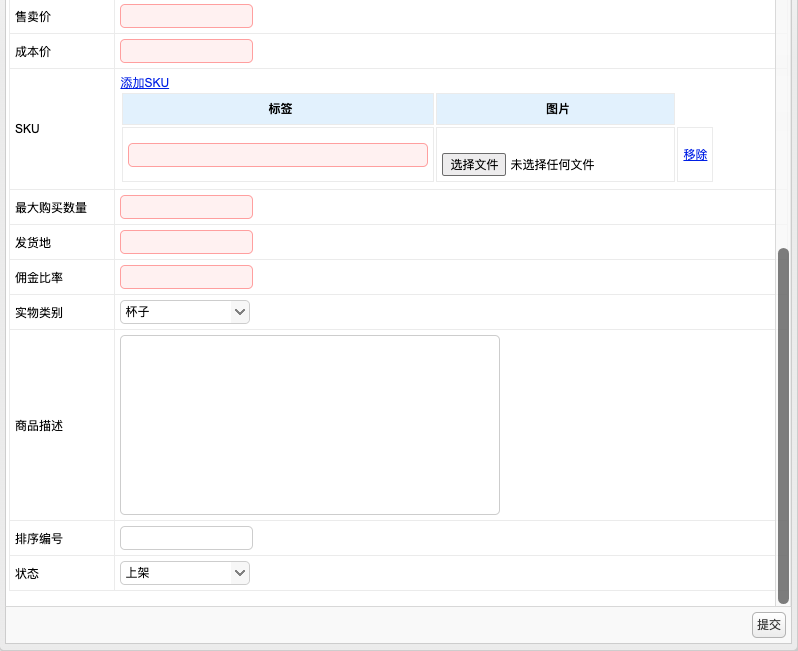 售卖价
成本价
SKU
添加SKU
标签 图片
选择文件 未选择任何文件 移除
最大购买数量
发货地
佣金比率
实物类别 杯子
商品描述
排序编号
状态 上架
提交